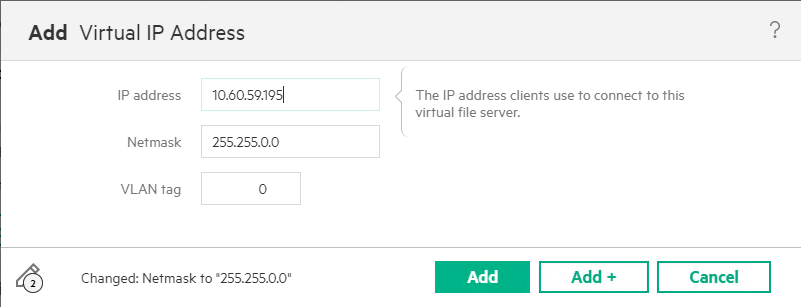 Add Virtual IP Address ?
IP address 10.60.59.195
The IP address clients use to connect to this
virtual file server.
Netmask 255.255.0.0
VLAN tag 0
2 Changed: Netmask to "255.255.0.0" Add Add + Cancel